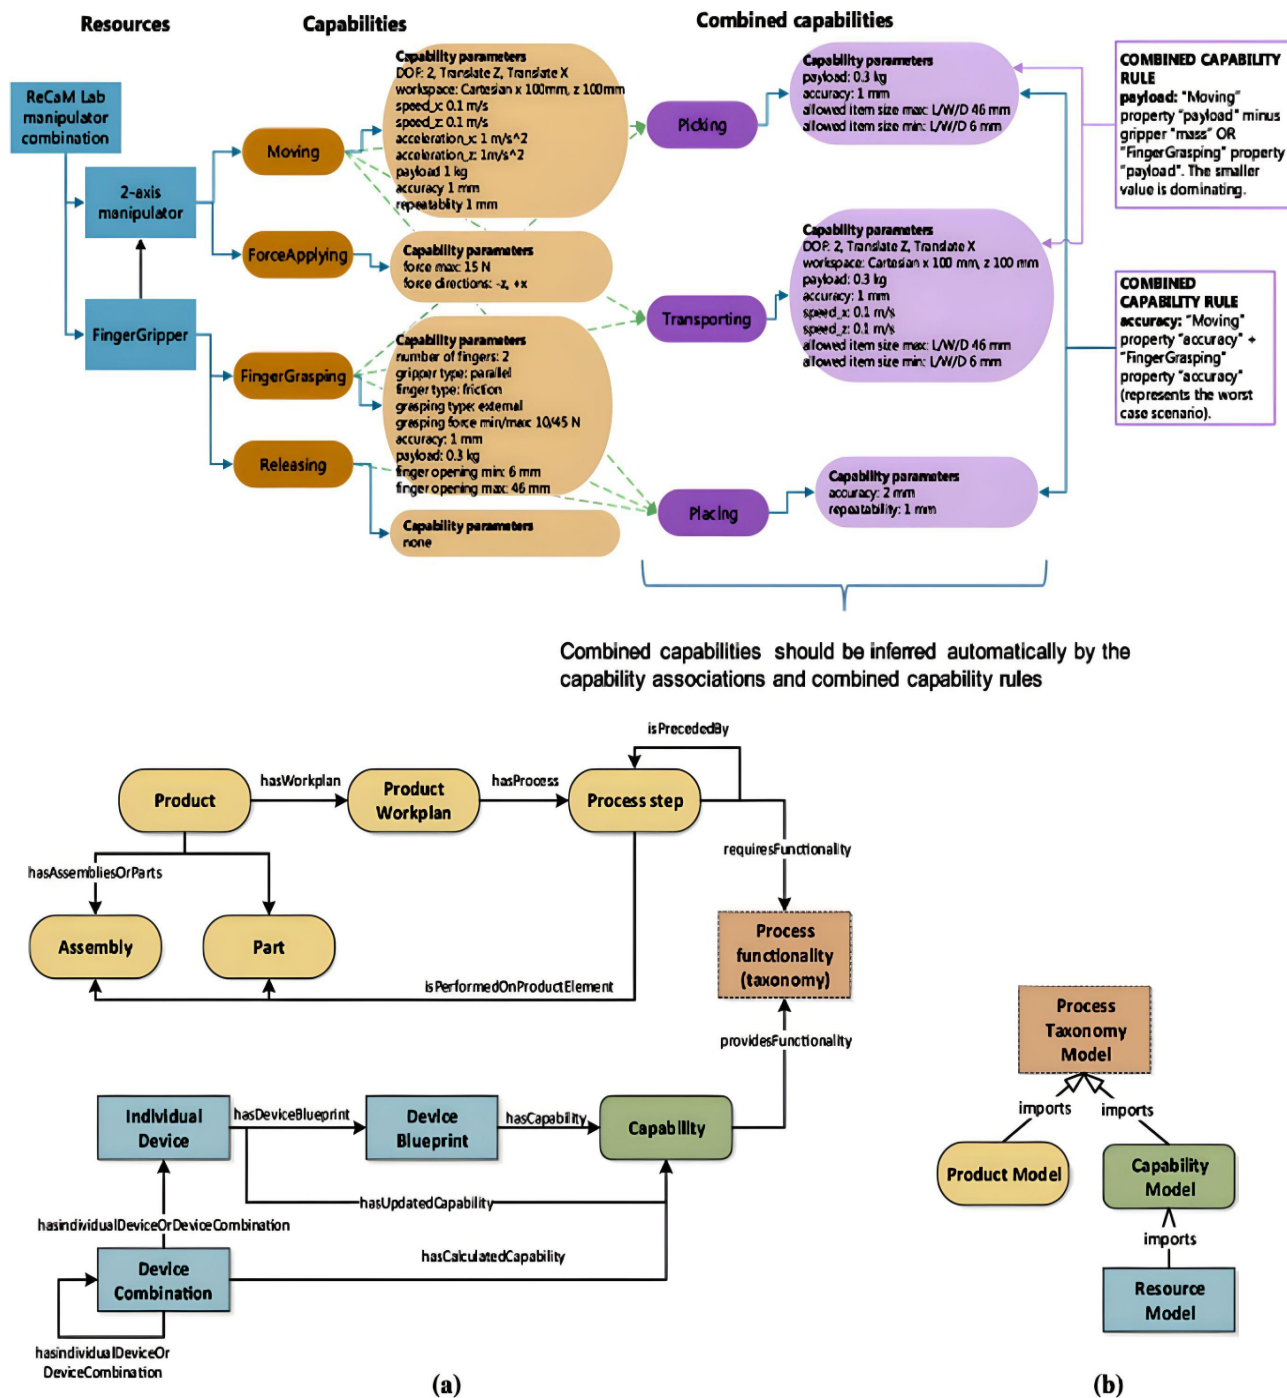 Resources
Capabilities
Combined capabilities
ReCaM Lab
manipulator
combination
2-axis
manipulator
FingerGripper
Moving
ForceApplying
FingerGrasping
Releasing
Capability parameters
DOF: 2, Translate Z, Translate X
workspace: Cartesian x 100mm, z 100mm
speed_x: 0.1 m/s
speed_z: 0.1 m/s
acceleration_x: 1 m/s^2
acceleration_z: 1m/s^2
payload 1 kg
accuracy 1 mm
repeatability 1 mm
Capability parameters
force max: 15 N
force directions: -z, +x
Capability parameters
number of fingers: 2
gripper type: parallel
finger type: friction
grasping type: external
grasping force min/max: 10/45 N
accuracy: 1 mm
payload: 0.3 kg
finger opening min: 6 mm
finger opening max: 46 mm
Capability parameters
none
Picking
Transporting
Placing
Capability parameters
payload: 0.3 kg
accuracy: 1 mm
allowed item size max: L/W/D 46 mm
allowed item size min: L/W/D 6 mm
Capability parameters
DOF: 2, Translate Z, Translate X
workspace: Cartesian x 100 mm, z 100 mm
payload: 0.3 kg
accuracy: 1 mm
speed_x: 0.1 m/s
speed_z: 0.1 m/s
allowed item size max: L/W/D 46 mm
allowed item size min: L/W/D 6 mm
Capability parameters
accuracy: 2 mm
repeatability: 1 mm
COMBINED CAPABILITY
RULE
payload: "Moving"
property "payload" minus
gripper "mass" OR
"FingerGrasping" property
"payload". The smaller
value is dominating.
COMBINED
CAPABILITY RULE
accuracy: "Moving"
property "accuracy" +
"FingerGrasping"
property "accuracy"
(represents the worst
case scenario).
Combined capabilities should be inferred automatically by the
capability associations and combined capability rules
isPrecededBy
Product
hasWorkplan
Product
Workplan
hasProcess
Process step
hasAssembliesOrParts
requiresFunctionality
Assembly
Part
Process
functionality
(taxonomy)
isPerformedOnProductElement
providesFunctionality
Individual
Device
hasDeviceBlueprint
Device
Blueprint
hasCapability
Capability
hasUpdatedCapability
hasindividualDeviceOrDeviceCombination
hasCalculatedCapability
Device
Combination
hasindividualDeviceOr
DeviceCombination
(a)
Process
Taxonomy
Model
imports
imports
Product Model
Capability
Model
imports
Resource
Model
(b)